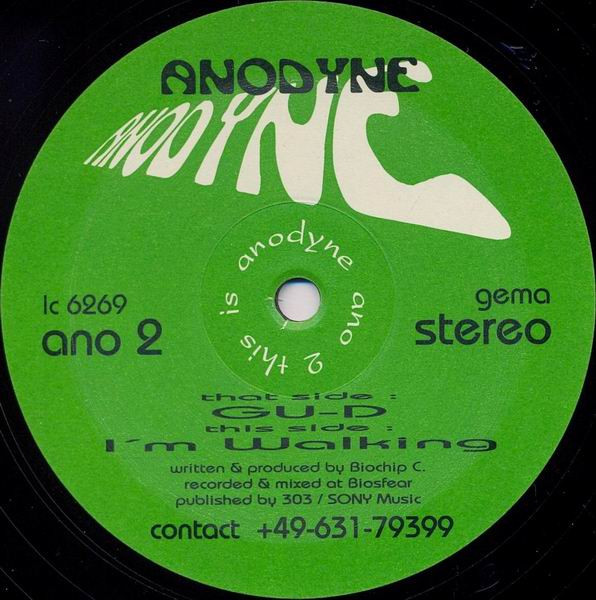 ANODYNE
ANODYNE
this is anodyne ano 2
lc 6269
ano 2
gema
stereo
that side :
GU-D
this side :
I´m Walking
written & produced by Biochip C.
recorded & mixed at Biosfear
published by 303 / SONY Music
contact +49-631-79399